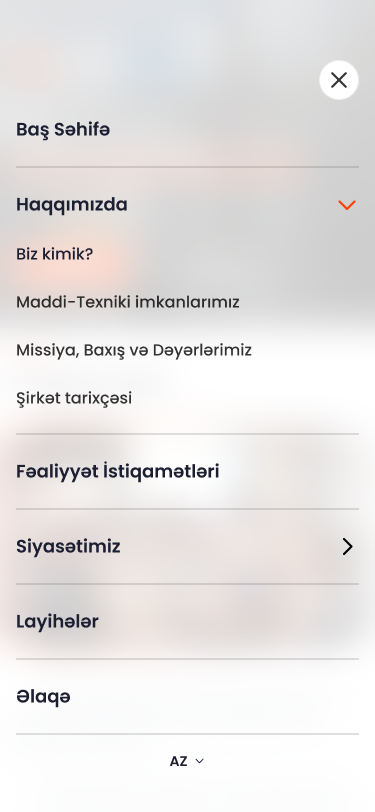 Baş Səhifə
Haqqımızda
Biz kimik?
Maddi-Texniki imkanlarımız
Missiya, Baxış və Dəyərlərimiz
Şirkət tarixçəsi
Fəaliyyət İstiqamətləri
Siyasətimiz
Layihələr
Əlaqə
AZ